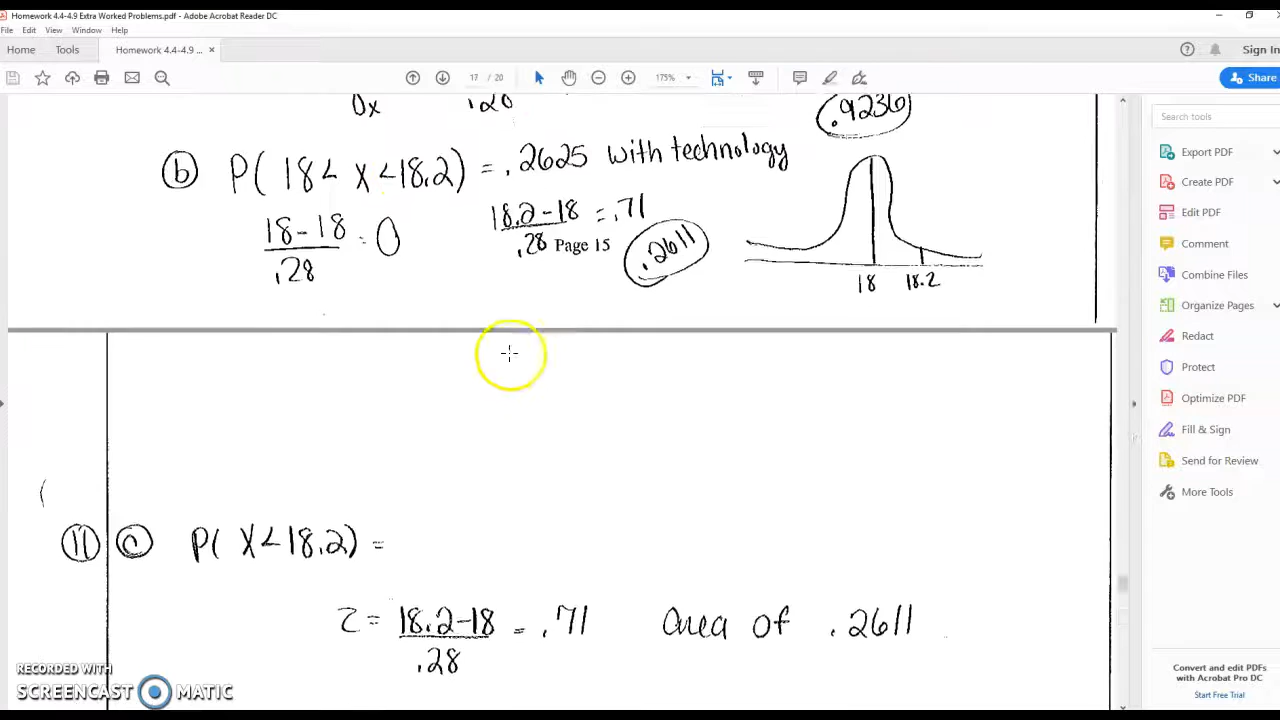 Homework 4.4-4.9 Extra Worked Problems.pdf - Adobe Acrobat Reader DC
File Edit View Window Help
Home Tools Homework 4.4-4.9 ... × Sign In
17 / 20 175% Share
σx .28 .9236
b P( 18 < x < 18.2) = .2625 with technology
18-18 = 0
.28
18.2-18 = .71
.28 Page 15 .2611
18 18.2
11 c P( X < 18.2) =
z = 18.2-18 = .71 area of .2611
.28
Search tools
Export PDF
Create PDF
Edit PDF
Comment
Combine Files
Organize Pages
Redact
Protect
Optimize PDF
Fill & Sign
Send for Review
More Tools
Convert and edit PDFs
with Acrobat Pro DC
Start Free Trial
RECORDED WITH
SCREENCAST MATIC